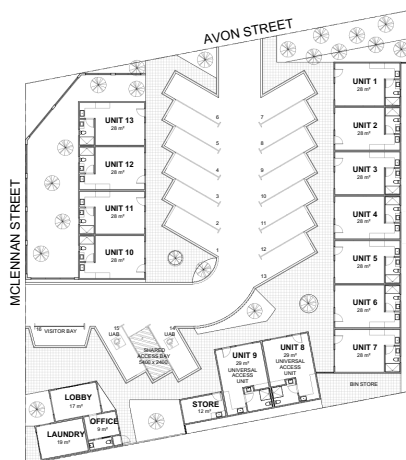 AVON STREET
MCLENNAN STREET
UNIT 13
28 m²
UNIT 12
28 m²
UNIT 11
28 m²
UNIT 10
28 m²
6
5
4
3
2
1
7
8
9
10
11
12
13
UNIT 1
28 m²
UNIT 2
28 m²
UNIT 3
28 m²
UNIT 4
28 m²
UNIT 5
28 m²
UNIT 6
28 m²
UNIT 7
28 m²
BIN STORE
16 VISITOR BAY
15
UAB
SHARED
ACCESS BAY
5400 x 2400
14
UAB
UNIT 9
29 m²
UNIVERSAL
ACCESS
UNIT
UNIT 8
29 m²
UNIVERSAL
ACCESS
UNIT
STORE
12 m²
LOBBY
17 m²
OFFICE
9 m²
LAUNDRY
19 m²